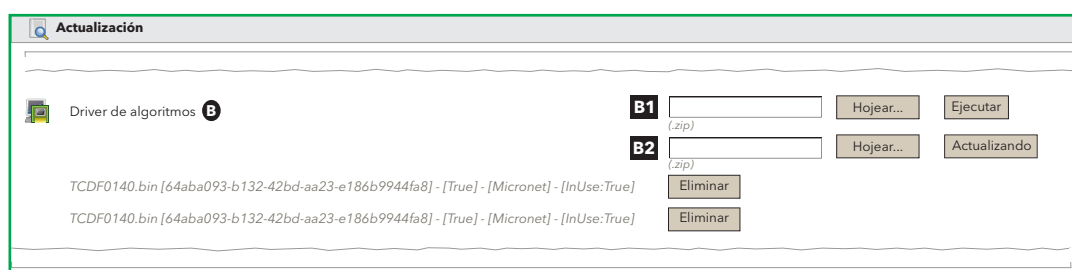 Actualización
Driver de algoritmos B B1 Hojear... Ejecutar
(.zip)
B2 Hojear... Actualizando
(.zip)
TCDF0140.bin [64aba093-b132-42bd-aa23-e186b9944fa8] - [True] - [Micronet] - [InUse:True] Eliminar
TCDF0140.bin [64aba093-b132-42bd-aa23-e186b9944fa8] - [True] - [Micronet] - [InUse:True] Eliminar